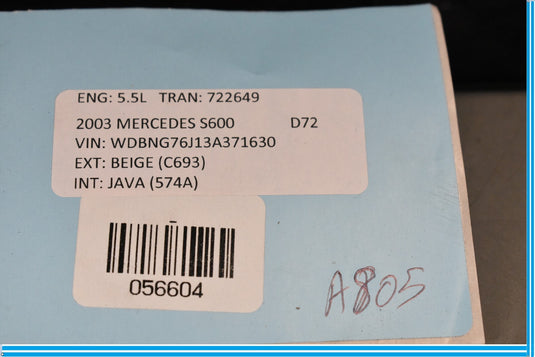 ENG: 5.5L TRAN: 722649
2003 MERCEDES S600 D72
VIN: WDBNG76J13A371630
EXT: BEIGE (C693)
INT: JAVA (574A)
056604
A805